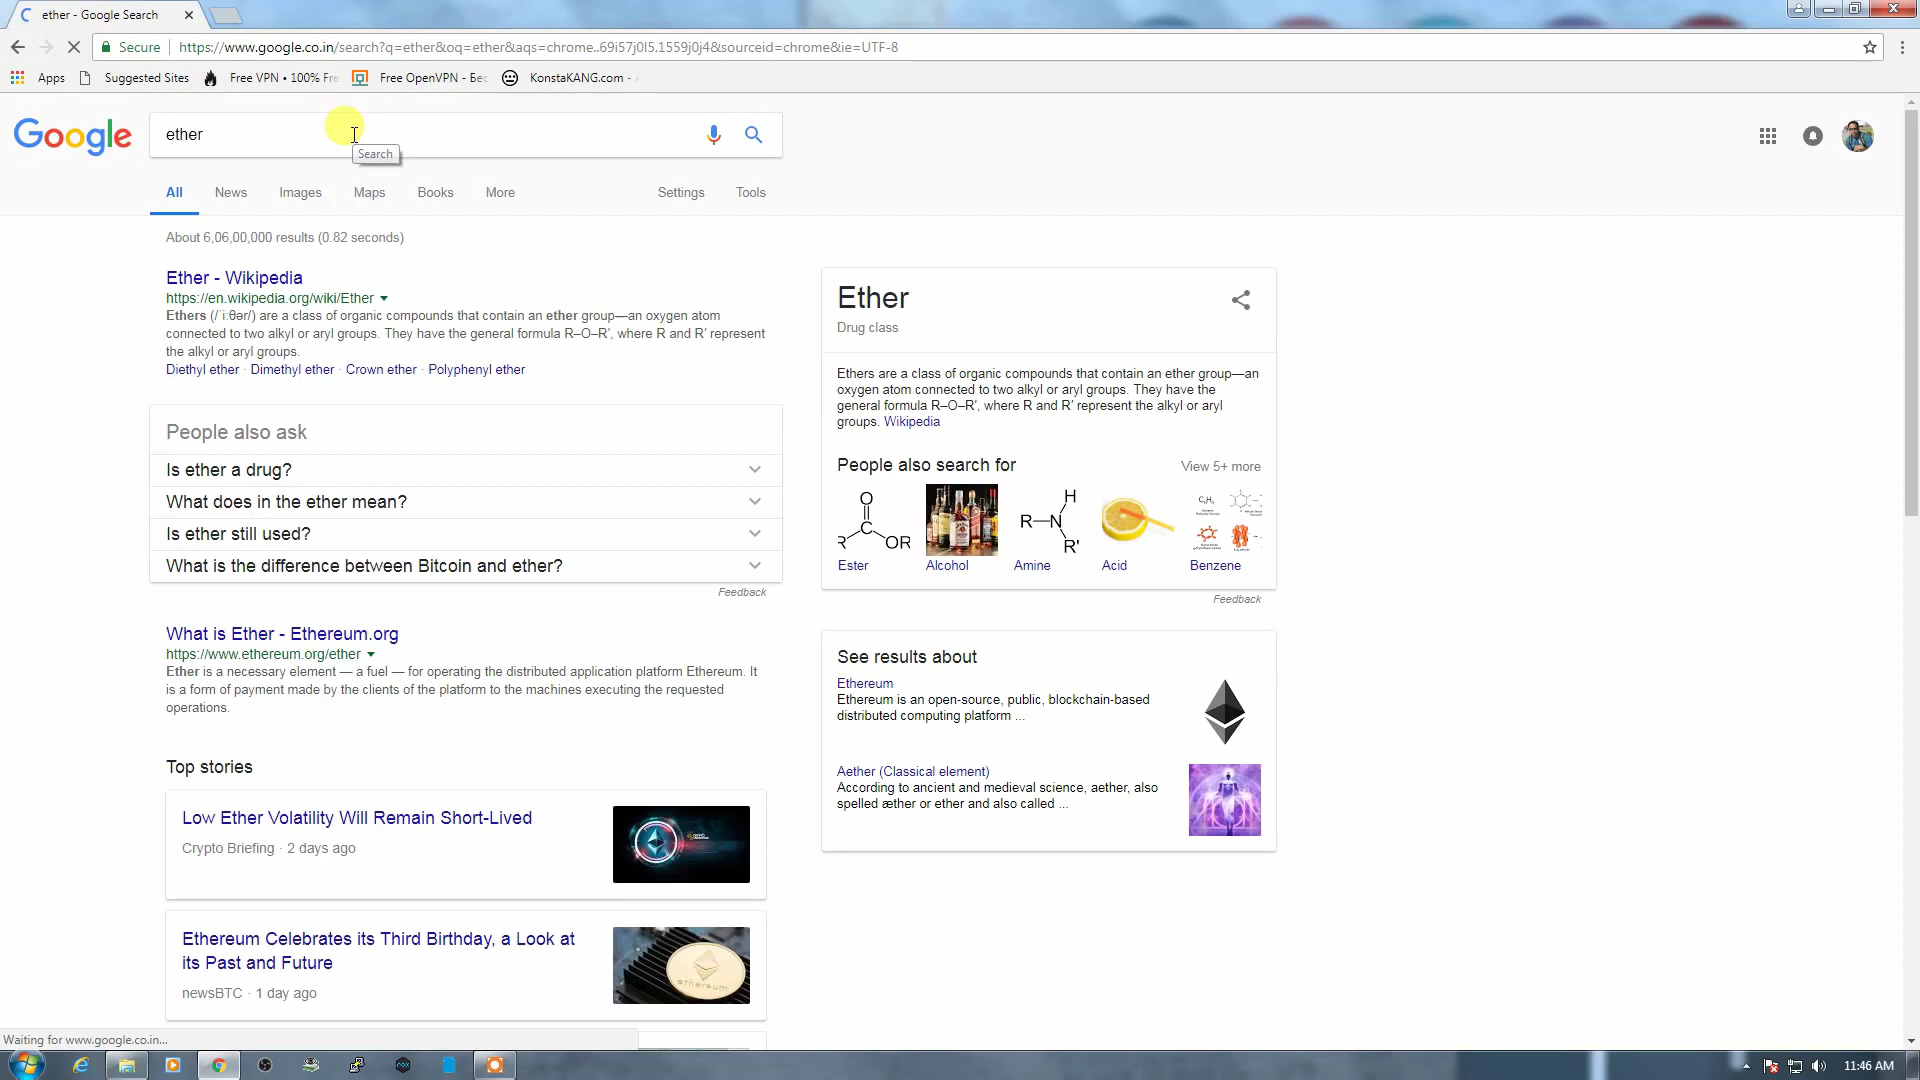 ether - Google Search
Secure
https://www.google.co.in/search?q=ether&oq=ether&aqs=chrome..69i57j0l5.1559j0j4&sourceid=chrome&ie=UTF-8
Apps
Suggested Sites
Free VPN • 100% Fre
Free OpenVPN - Bec
KonstaKANG.com -
Google
ether
Search
All
News
Images
Maps
Books
More
Settings
Tools
About 6,06,00,000 results (0.82 seconds)
Ether - Wikipedia
https://en.wikipedia.org/wiki/Ether
Ethers (/ˈiːθər/) are a class of organic compounds that contain an ether group—an oxygen atom
connected to two alkyl or aryl groups. They have the general formula R–O–R′, where R and R′ represent
the alkyl or aryl groups.
Diethyl ether · Dimethyl ether · Crown ether · Polyphenyl ether
People also ask
Is ether a drug?
What does in the ether mean?
Is ether still used?
What is the difference between Bitcoin and ether?
Feedback
What is Ether - Ethereum.org
https://www.ethereum.org/ether
Ether is a necessary element — a fuel — for operating the distributed application platform Ethereum. It
is a form of payment made by the clients of the platform to the machines executing the requested
operations.
Top stories
Low Ether Volatility Will Remain Short-Lived
Crypto Briefing · 2 days ago
Ethereum Celebrates its Third Birthday, a Look at
its Past and Future
newsBTC · 1 day ago
ethereum
Ether
Drug class
Ethers are a class of organic compounds that contain an ether group—an
oxygen atom connected to two alkyl or aryl groups. They have the
general formula R–O–R′, where R and R′ represent the alkyl or aryl
groups. Wikipedia
People also search for
View 5+ more
O
C
R
OR
H
R—N
R'
Ester
Alcohol
Amine
Acid
Benzene
Feedback
See results about
Ethereum
Ethereum is an open-source, public, blockchain-based
distributed computing platform ...
Aether (Classical element)
According to ancient and medieval science, aether, also
spelled æther or ether and also called ...
Waiting for www.google.co.in...
11:46 AM